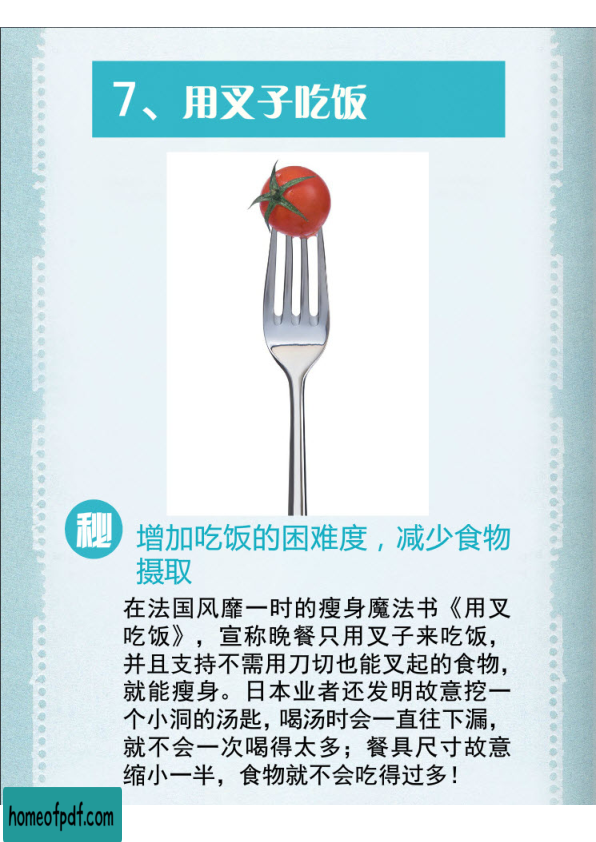 7、用叉子吃饭
秘
增加吃饭的困难度，减少食物
摄取
在法国风靡一时的瘦身魔法书《用叉
吃饭》，宣称晚餐只用叉子来吃饭，
并且支持不需用刀切也能叉起的食物，
就能瘦身。日本业者还发明故意挖一
个小洞的汤匙，喝汤时会一直往下漏，
就不会一次喝得太多；餐具尺寸故意
缩小一半，食物就不会吃得过多！
homeofpdf.com